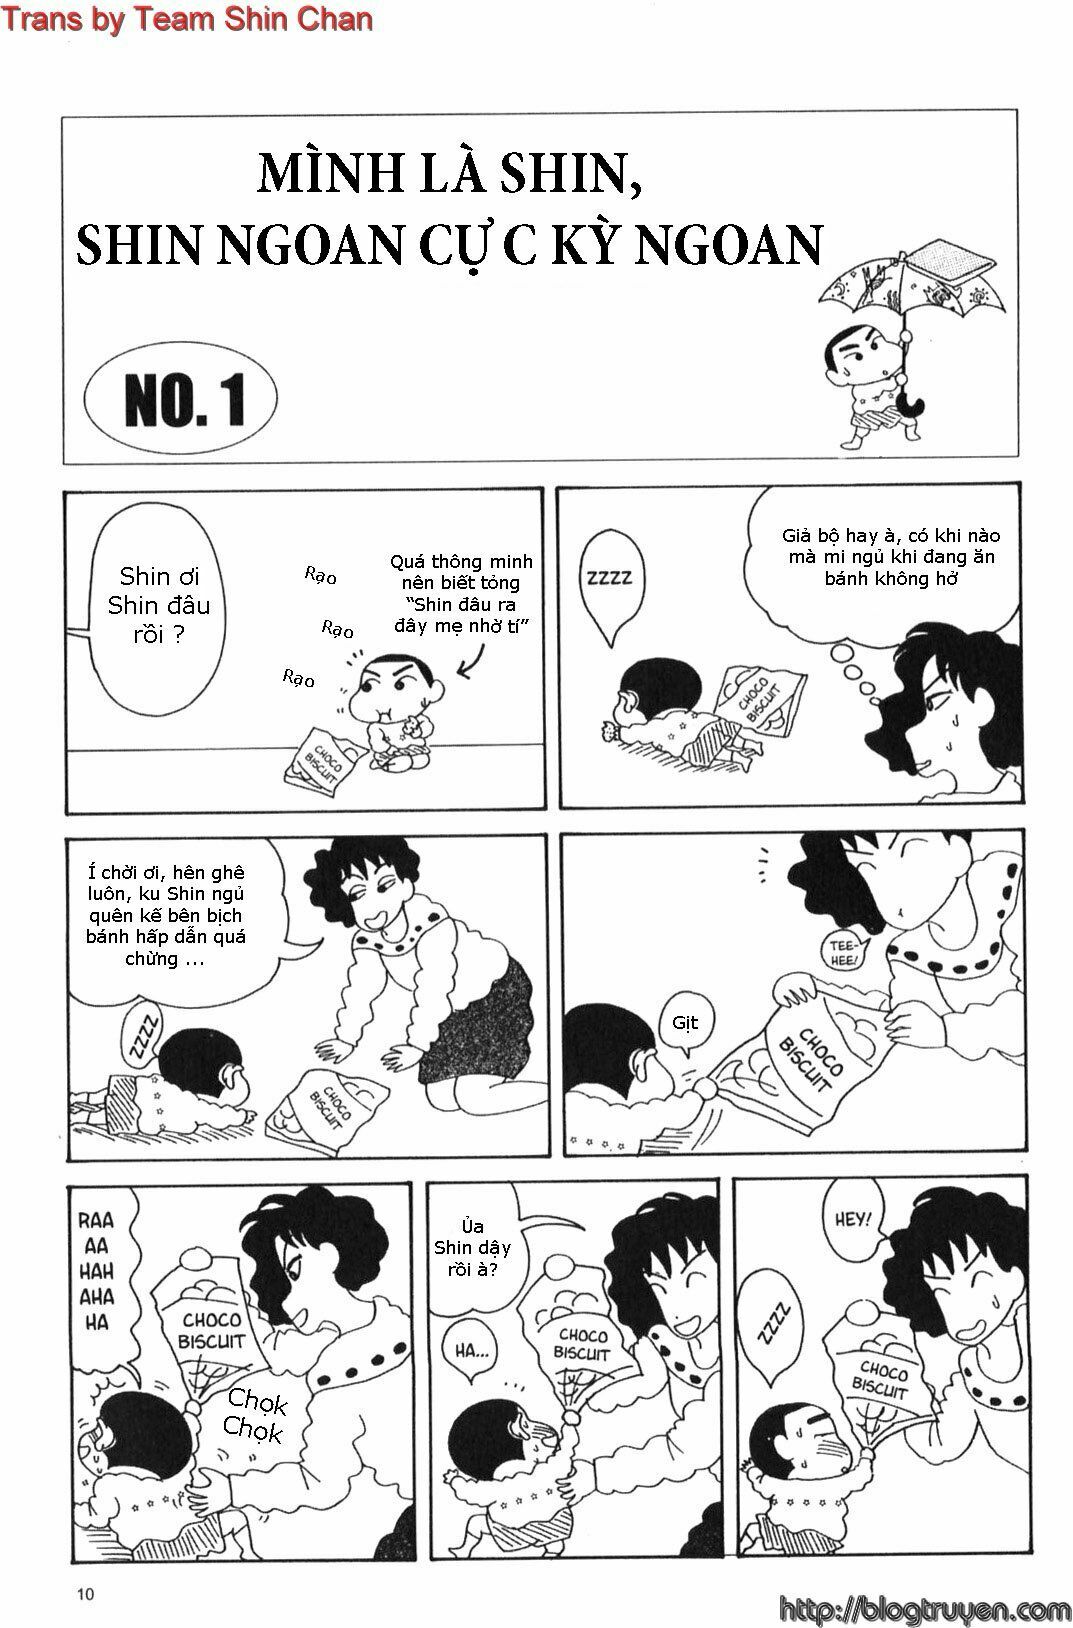 Trans by Team Shin Chan
MÌNH LÀ SHIN,
SHIN NGOAN CỰC KỲ NGOAN
NO. 1
Shin ơi
Shin đâu
rồi ?
Rạo
Rạo
Rạo
Quá thông minh
nên biết tỏng
“Shin đâu ra
đây mẹ nhờ tí”
CHOCO
BISCUIT
ZZZZ
Giả bộ hay à, có khi nào
mà mi ngủ khi đang ăn
bánh không hở
CHOCO
BISCUIT
Í chời ơi, hên ghê
luôn, ku Shin ngủ
quên kế bên bịch
bánh hấp dẫn quá
chừng ...
ZZZZ
CHOCO
BISCUIT
TEE-
HEE!
Gịt
CHOCO
BISCUIT
RAA
AA
HAH
AHA
HA
CHOCO
BISCUIT
Chọk
Chọk
Ủa
Shin dậy
rồi à?
HA...
CHOCO
BISCUIT
HEY!
ZZZZ
CHOCO
BISCUIT
10
http://blogtruyen.com